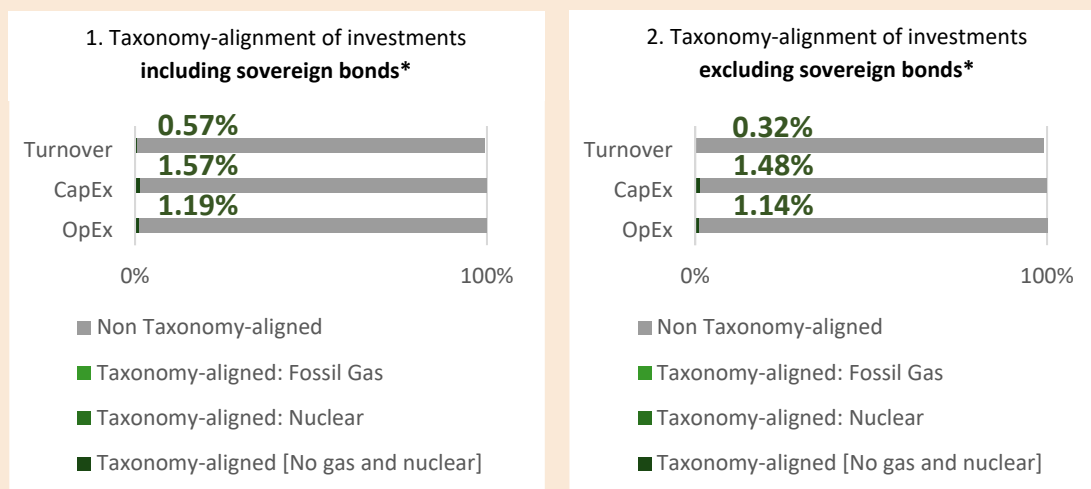 1. Taxonomy-alignment of investments
including sovereign bonds*
0.57%
Turnover
1.57%
CapEx
1.19%
OpEx
0%
100%
Non Taxonomy-aligned
Taxonomy-aligned: Fossil Gas
Taxonomy-aligned: Nuclear
Taxonomy-aligned [No gas and nuclear]
2. Taxonomy-alignment of investments
excluding sovereign bonds*
0.32%
Turnover
1.48%
CapEx
1.14%
OpEx
0%
100%
Non Taxonomy-aligned
Taxonomy-aligned: Fossil Gas
Taxonomy-aligned: Nuclear
Taxonomy-aligned [No gas and nuclear]